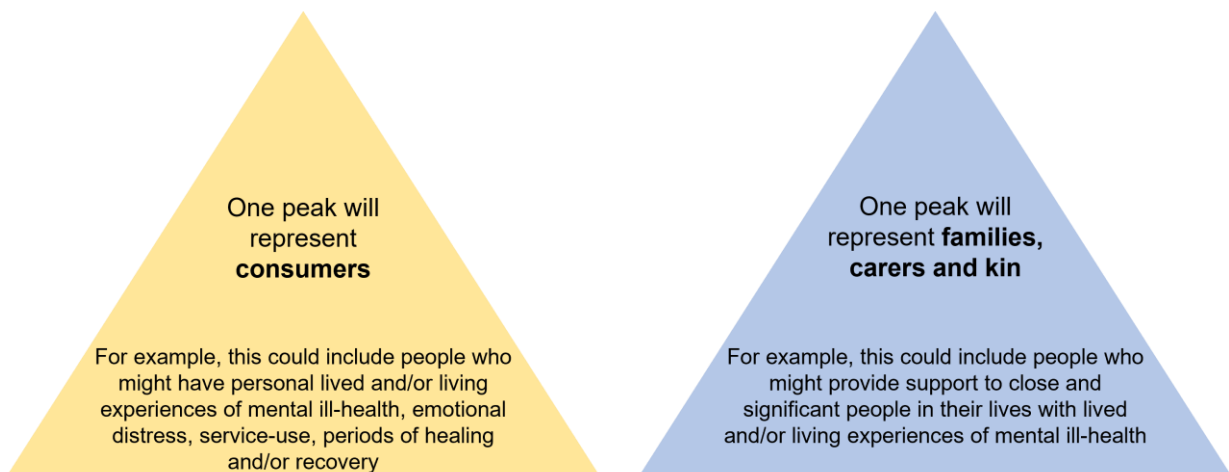 One peak will
represent
consumers
For example, this could include people who
might have personal lived and/or living
experiences of mental ill-health, emotional
distress, service-use, periods of healing
and/or recovery
One peak will
represent families,
carers and kin
For example, this could include people who
might provide support to close and
significant people in their lives with lived
and/or living experiences of mental ill-health